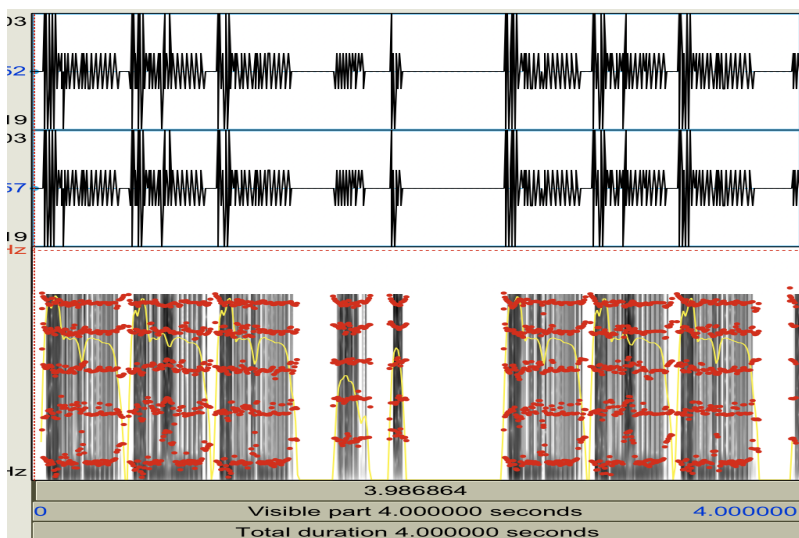 03
52
19
03
57
19
Hz
Hz
3.986864
0 Visible part 4.000000 seconds 4.000000
Total duration 4.000000 seconds